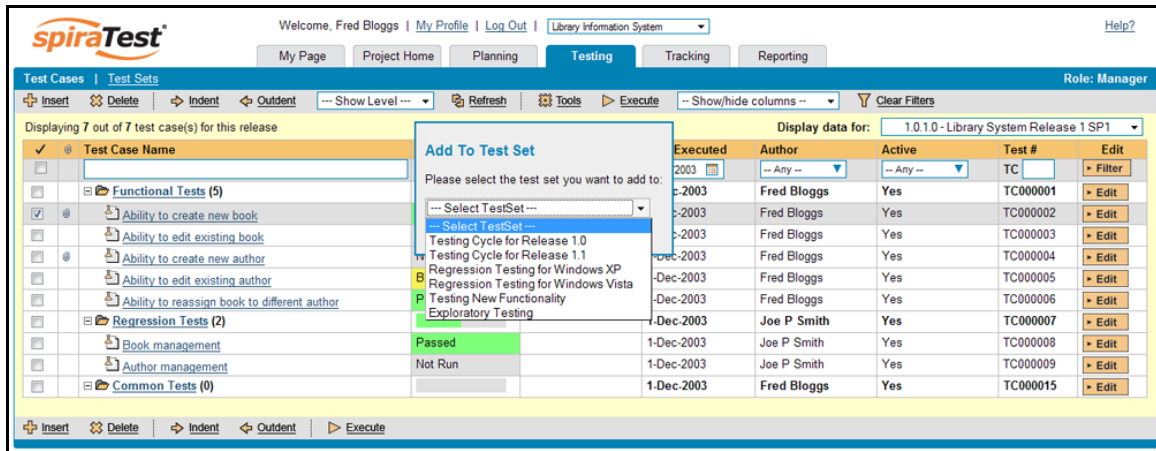 spiraTest
Welcome, Fred Bloggs | My Profile | Log Out | Library Information System
Help?
My Page Project Home Planning Testing Tracking Reporting
Test Cases | Test Sets
Role: Manager
Insert Delete Indent Outdent --- Show Level --- Refresh Tools Execute -- Show/hide columns -- Clear Filters
Displaying 7 out of 7 test case(s) for this release
Display data for: 1.0.1.0 - Library System Release 1 SP1
Test Case Name Executed Author Active Test # Edit
2003 -- Any -- -- Any -- TC Filter
Functional Tests (5) c-2003 Fred Bloggs Yes TC000001 Edit
Ability to create new book c-2003 Fred Bloggs Yes TC000002 Edit
Ability to edit existing book c-2003 Fred Bloggs Yes TC000003 Edit
Ability to create new author N -Dec-2003 Fred Bloggs Yes TC000004 Edit
Ability to edit existing author B -Dec-2003 Fred Bloggs Yes TC000005 Edit
Ability to reassign book to different author P -Dec-2003 Fred Bloggs Yes TC000006 Edit
Regression Tests (2) 1-Dec-2003 Joe P Smith Yes TC000007 Edit
Book management Passed 1-Dec-2003 Joe P Smith Yes TC000008 Edit
Author management Not Run 1-Dec-2003 Joe P Smith Yes TC000009 Edit
Common Tests (0) 1-Dec-2003 Fred Bloggs Yes TC000015 Edit
Add To Test Set
Please select the test set you want to add to:
--- Select TestSet ---
--- Select TestSet ---
Testing Cycle for Release 1.0
Testing Cycle for Release 1.1
Regression Testing for Windows XP
Regression Testing for Windows Vista
Testing New Functionality
Exploratory Testing
Insert Delete Indent Outdent Execute